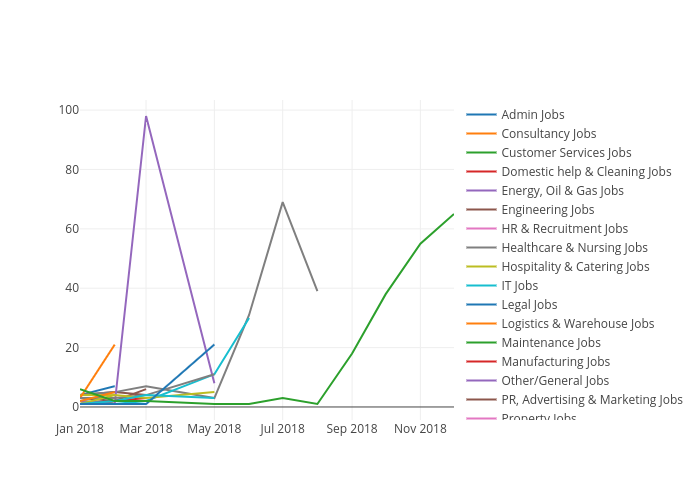 100
80
60
40
20
0
Jan 2018
Mar 2018
May 2018
Jul 2018
Sep 2018
Nov 2018
Admin Jobs
Consultancy Jobs
Customer Services Jobs
Domestic help & Cleaning Jobs
Energy, Oil & Gas Jobs
Engineering Jobs
HR & Recruitment Jobs
Healthcare & Nursing Jobs
Hospitality & Catering Jobs
IT Jobs
Legal Jobs
Logistics & Warehouse Jobs
Maintenance Jobs
Manufacturing Jobs
Other/General Jobs
PR, Advertising & Marketing Jobs
Property Jobs